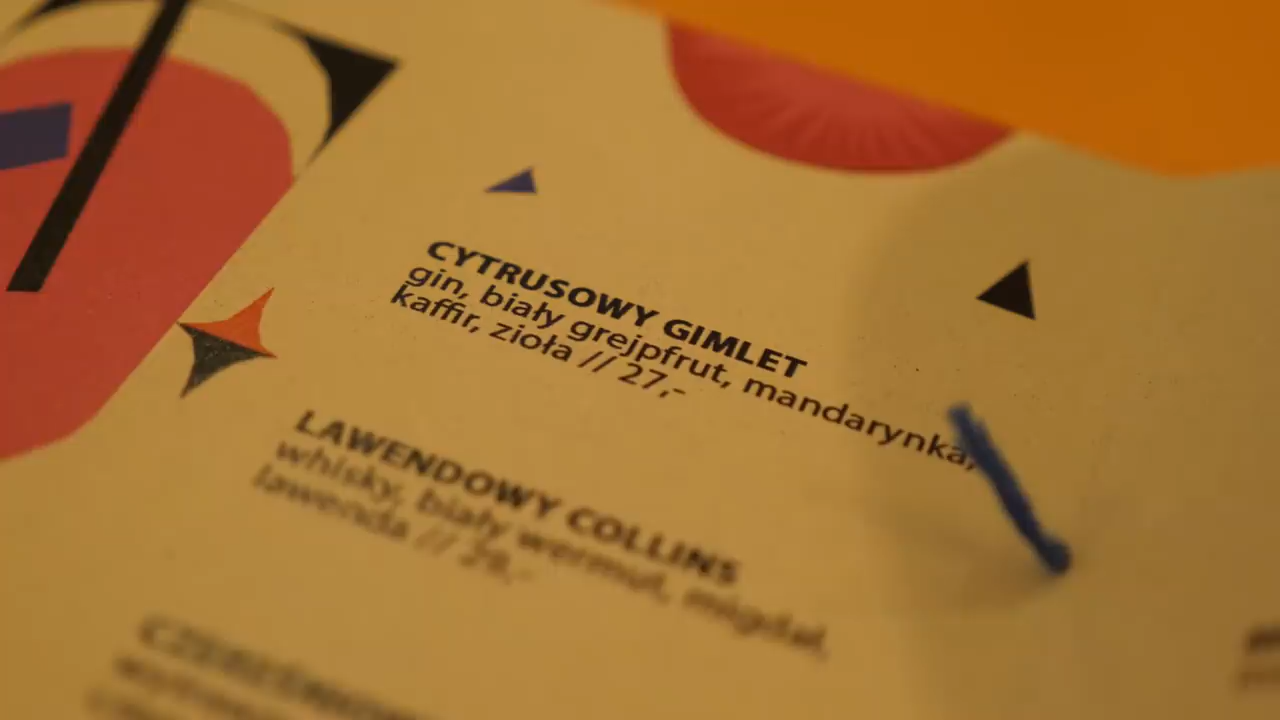 CYTRUSOWY GIMLET
gin, biały grejpfrut, mandarynka,
kaffir, zioła // 27,-
LAWENDOWY COLLINS
whisky, biały wermut, migdał,
lawenda // 29,-